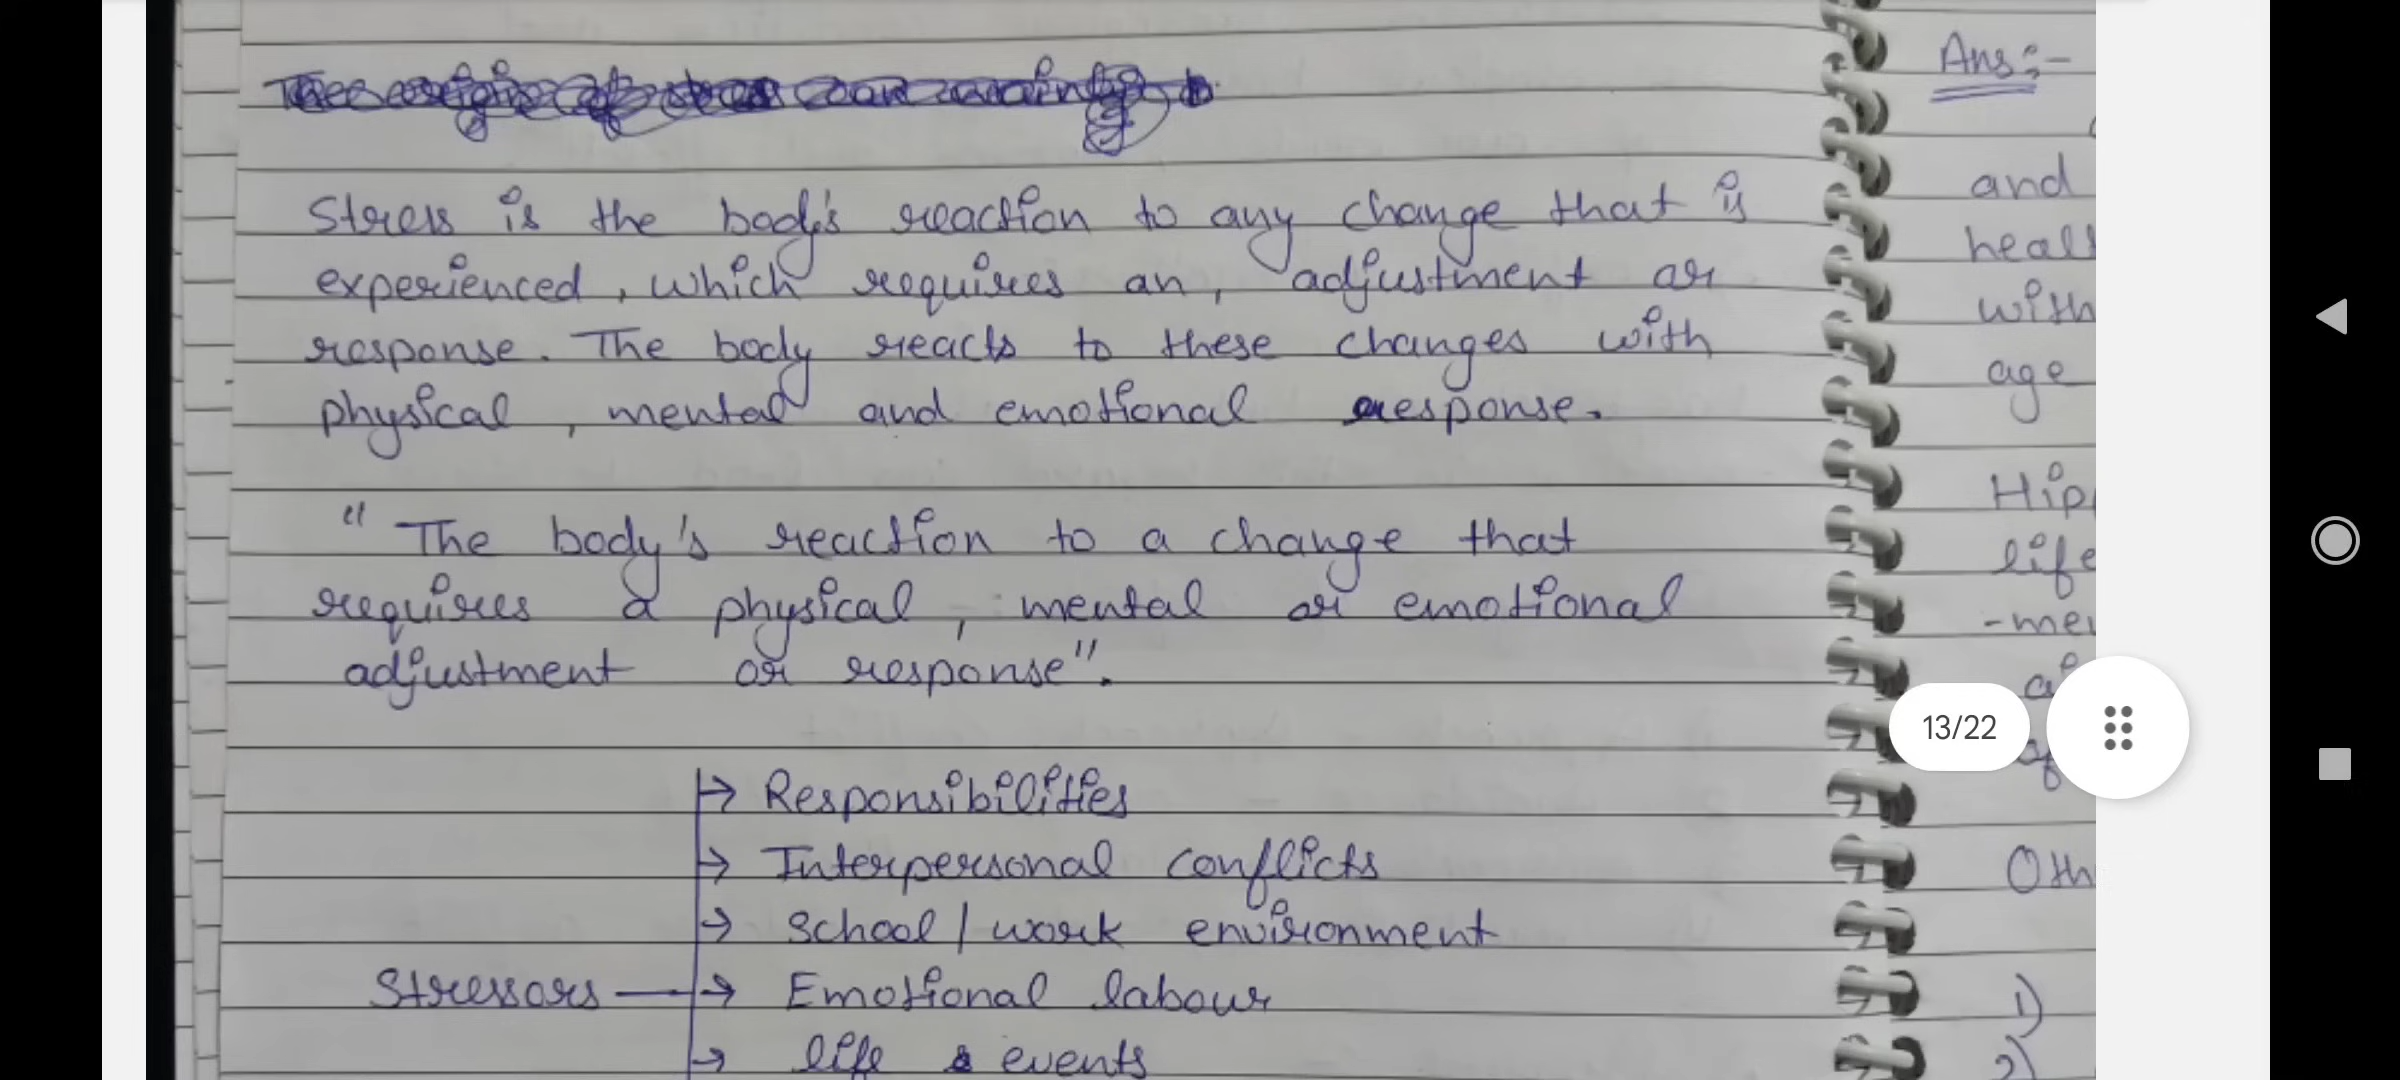 Stress is the body's reaction to any change that is
experienced, which requires an, adjustment or
response. The body reacts to these changes with
physical, mental and emotional response.
"The body's reaction to a change that
requires a physical, mental or emotional
adjustment or response".
Responsibilities
Interpersonal conflicts
School/work environment
Stressors → Emotional labour
life events
Ans:-
and
with
age
life
13/22
1)
2)